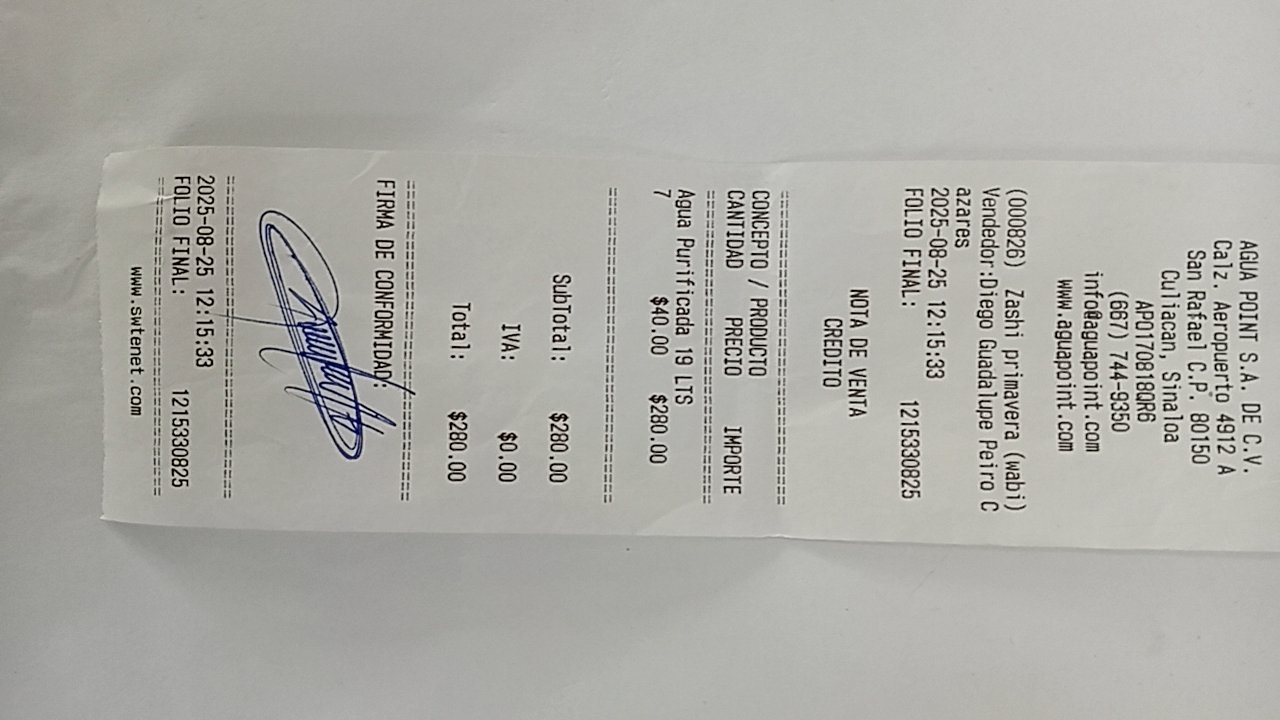 AGUA POINT S.A. DE C.V.
Calz. Aeropuerto 4912 A
San Rafael C.P. 80150
Culiacan, Sinaloa
APO170818QR6
(667) 744-9350
info@aguapoint.com
www.aguapoint.com
(000826) Zashi primavera (wabi)
Vendedor:Diego Guadalupe Peiro C
azares
2025-08-25 12:15:33
FOLIO FINAL: 1215330825
NOTA DE VENTA
CREDITO
================================
CONCEPTO / PRODUCTO
CANTIDAD PRECIO IMPORTE
================================
Agua Purificada 19 LTS
7 $40.00 $280.00
================================
SubTotal: $280.00
IVA: $0.00
Total: $280.00
================================
FIRMA DE CONFORMIDAD:
================================
2025-08-25 12:15:33
FOLIO FINAL: 1215330825
================================
www.swtenet.com